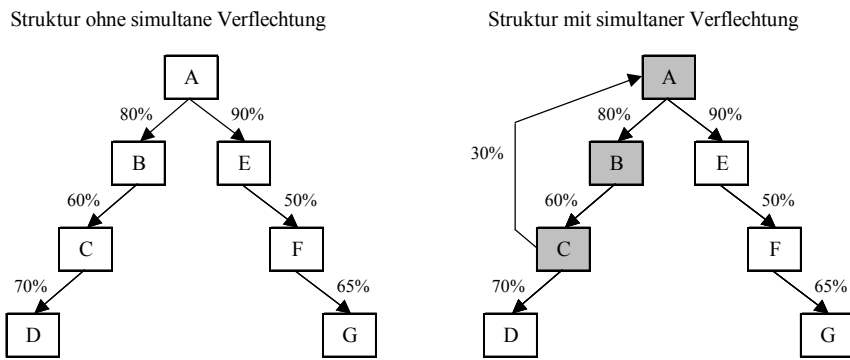 Struktur ohne simultane Verflechtung
A
80%
90%
B
E
60%
50%
C
F
70%
65%
D
G
Struktur mit simultaner Verflechtung
A
80%
90%
30%
B
E
60%
50%
C
F
70%
65%
D
G